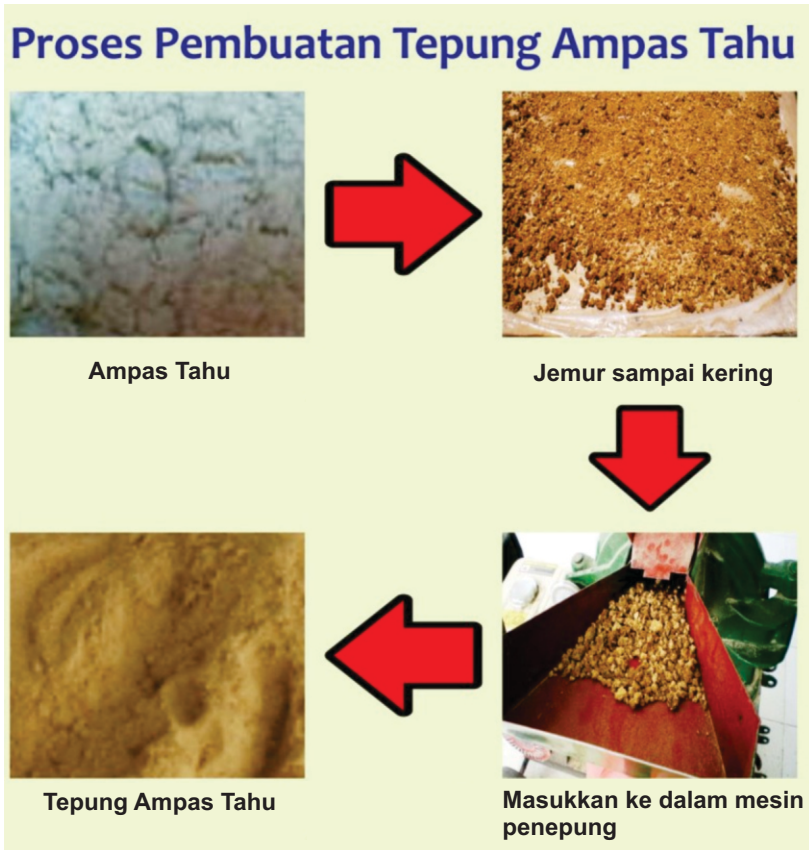 Proses Pembuatan Tepung Ampas Tahu
Ampas Tahu
Jemur sampai kering
Masukkan ke dalam mesin
penepung
Tepung Ampas Tahu